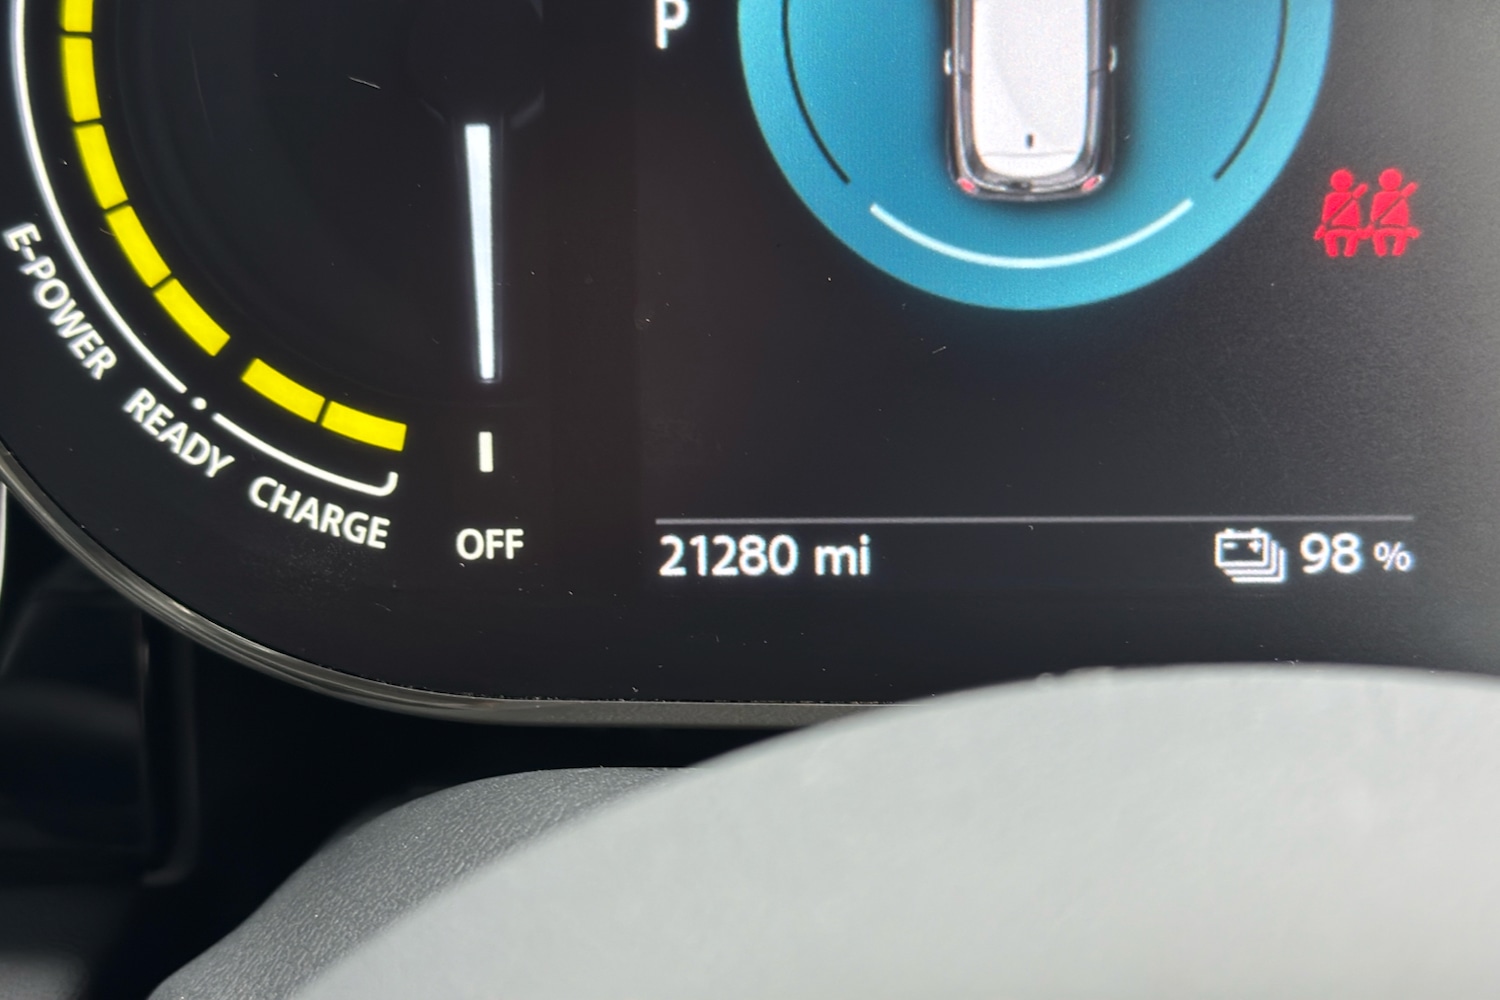 P
E-POWER
READY
CHARGE
OFF
21280 mi
98 %